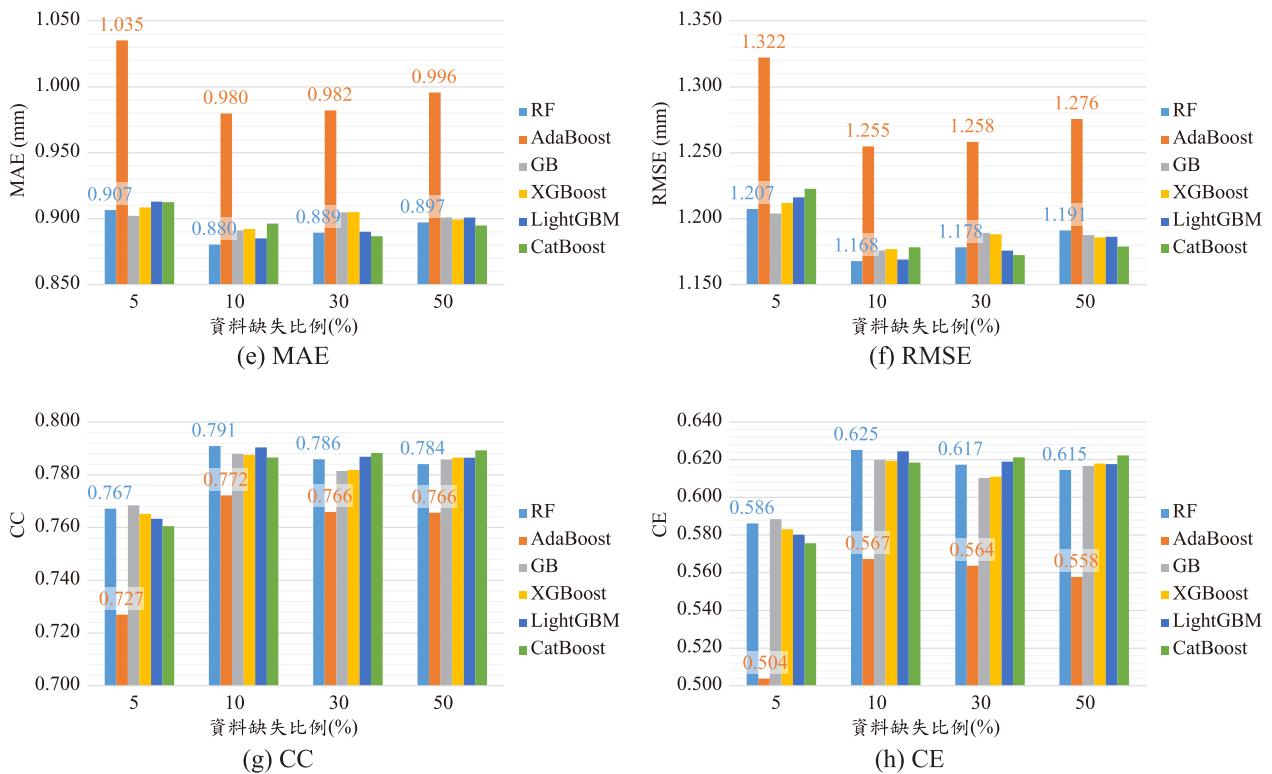 1.050
1.000
0.950
0.900
0.850
MAE (mm)
1.035
0.980
0.982
0.996
0.907
0.880
0.889
0.897
5 10 30 50
資料缺失比例(%)
RF
AdaBoost
GB
XGBoost
LightGBM
CatBoost
(e) MAE
1.350
1.300
1.250
1.200
1.150
RMSE (mm)
1.322
1.255
1.258
1.276
1.207
1.168
1.178
1.191
5 10 30 50
資料缺失比例(%)
RF
AdaBoost
GB
XGBoost
LightGBM
CatBoost
(f) RMSE
0.800
0.780
0.760
0.740
0.720
0.700
CC
0.767
0.791
0.786
0.784
0.727
0.772
0.766
0.766
5 10 30 50
資料缺失比例(%)
RF
AdaBoost
GB
XGBoost
LightGBM
CatBoost
(g) CC
0.640
0.620
0.600
0.580
0.560
0.540
0.520
0.500
CE
0.586
0.625
0.617
0.615
0.504
0.567
0.564
0.558
5 10 30 50
資料缺失比例(%)
RF
AdaBoost
GB
XGBoost
LightGBM
CatBoost
(h) CE